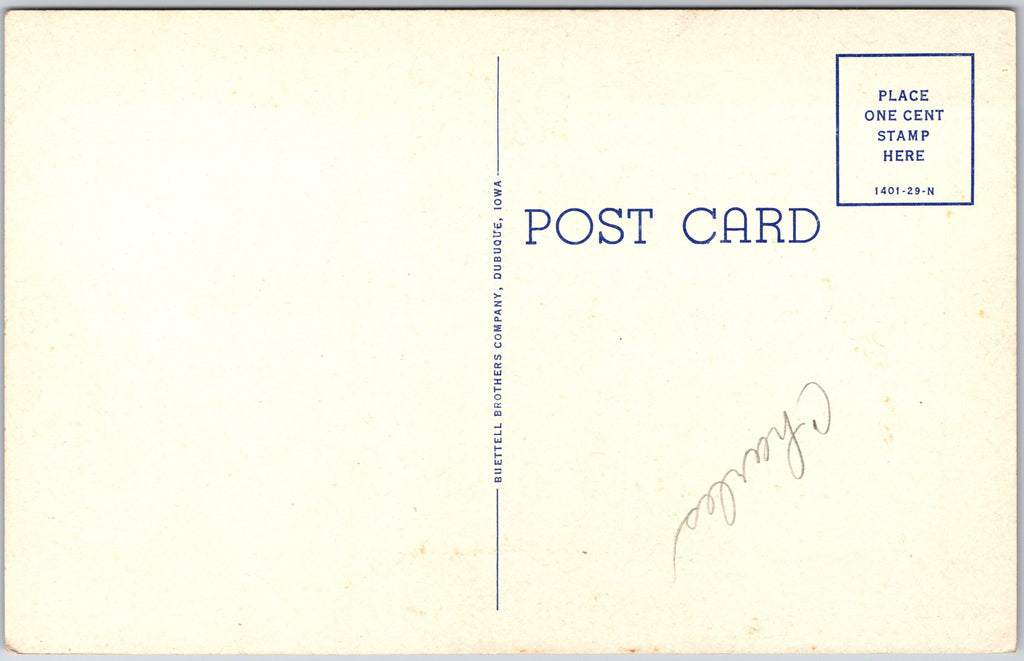 PLACE
ONE CENT
STAMP
HERE
1401-29-N
POST CARD
BUETTELL BROTHERS COMPANY, DUBUQUE, IOWA